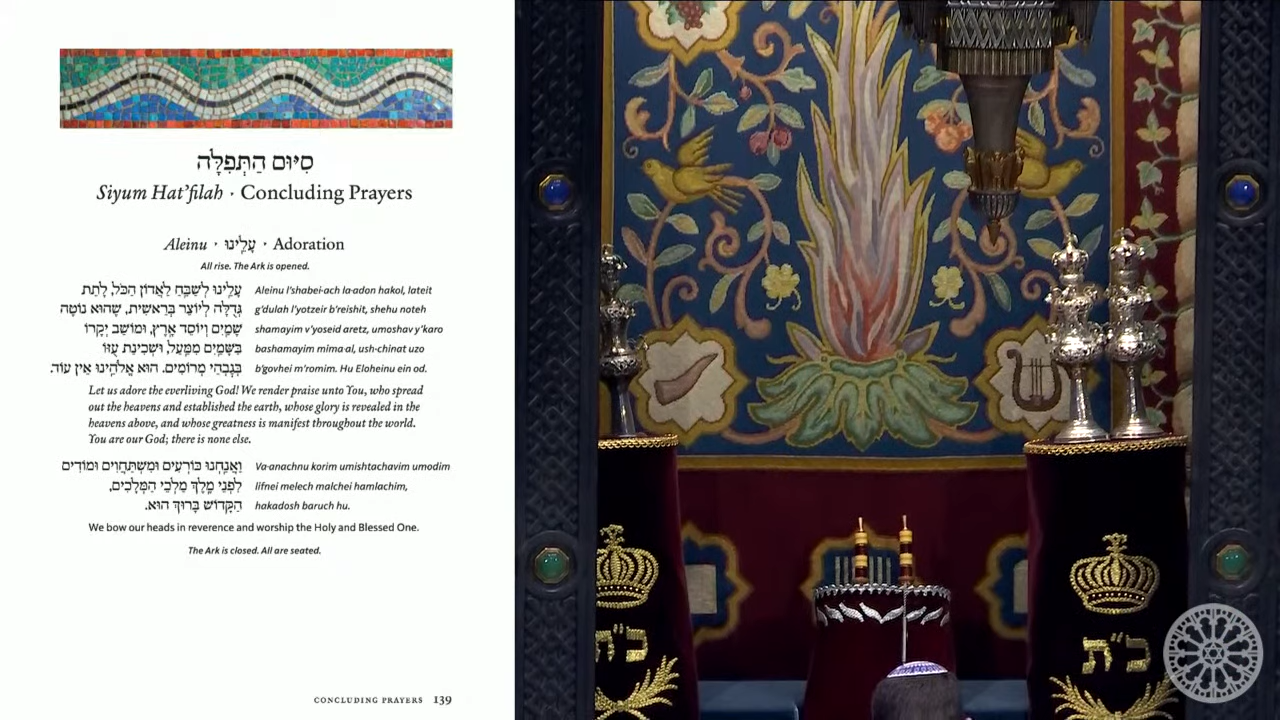 סִיּוּם הַתְּפִלָּה
Siyum Hat’filah · Concluding Prayers
Aleinu · עָלֵֽינוּ · Adoration
All rise. The Ark is opened.
עָלֵֽינוּ לְשַׁבֵּֽחַ לַאֲדוֹן הַכֹּל, לָתֵת
Aleinu l’shabei·ach la·adon hakol, lateit
גְּדֻלָּה לְיוֹצֵר בְּרֵאשִׁית, שֶׁהוּא נוֹטֶה
g’dulah l’yotzeir b’reishit, shehu noteh
שָׁמַֽיִם וְיוֹסֵד אָֽרֶץ, וּמוֹשַׁב יְקָרוֹ
shamayim v’yoseid aretz, umoshav y’karo
בַּשָּׁמַֽיִם מִמַּֽעַל, וּשְׁכִינַת עֻזּוֹ
bashamayim mima·al, ush·chinat uzo
בְּגׇבְהֵי מְרוֹמִים. הוּא אֱלֹהֵֽינוּ אֵין עוֹד.
b’govhei m’romim. Hu Eloheinu ein od.
Let us adore the everliving God! We render praise unto You, who spread
out the heavens and established the earth, whose glory is revealed in the
heavens above, and whose greatness is manifest throughout the world.
You are our God; there is none else.
וַאֲנַֽחְנוּ כּוֹרְעִים וּמִשְׁתַּחֲוִים וּמוֹדִים
Va·anachnu korim umishtachavim umodim
לִפְנֵי מֶֽלֶךְ מַלְכֵי הַמְּלָכִים,
lifnei melech malchei hamlachim,
הַקָּדוֹשׁ בָּרוּךְ הוּא.
hakadosh baruch hu.
We bow our heads in reverence and worship the Holy and Blessed One.
The Ark is closed. All are seated.
CONCLUDING PRAYERS 139
כ״ת
כ״ת